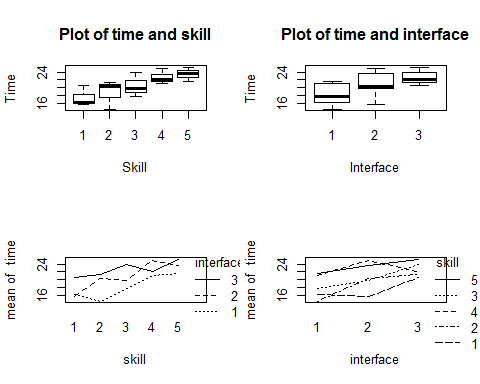 Plot of time and skill
Time
24
16
1 2 3 4 5
Skill
Plot of time and interface
Time
24
16
1 2 3
Interface
mean of time
24
16
1 2 3 4 5
skill
interface
3
2
1
mean of time
24
16
1 2 3
interface
skill
5
3
4
2
1